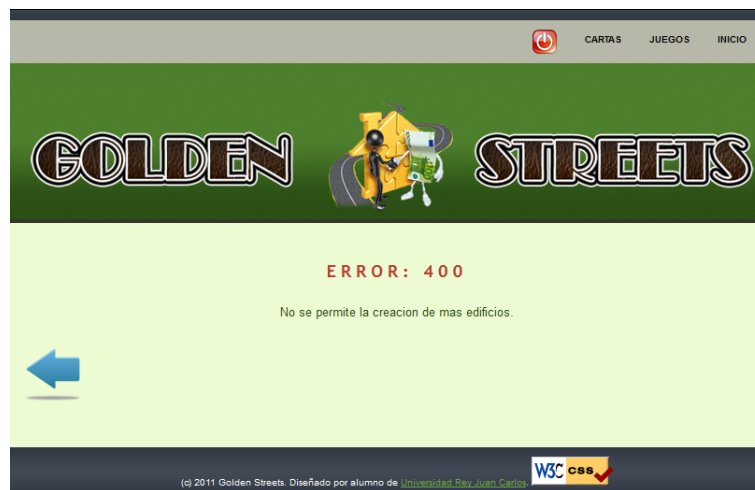 CARTAS JUEGOS INICIO
GOLDEN STREETS
ERROR: 400
No se permite la creacion de mas edificios.
(c) 2011 Golden Streets. Diseñado por alumno de Universidad Rey Juan Carlos. W3C css